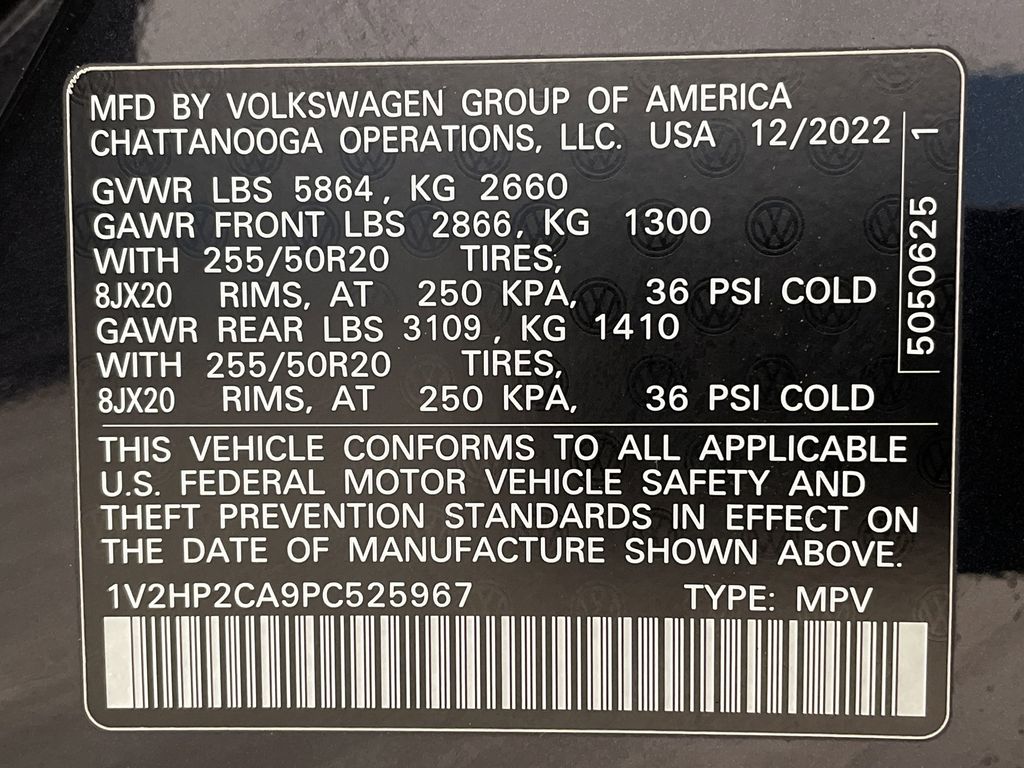 MFD BY VOLKSWAGEN GROUP OF AMERICA
CHATTANOOGA OPERATIONS, LLC. USA 12/2022
GVWR LBS 5864, KG 2660
GAWR FRONT LBS 2866, KG 1300
WITH 255/50R20 TIRES,
8JX20 RIMS, AT 250 KPA, 36 PSI COLD
GAWR REAR LBS 3109, KG 1410
WITH 255/50R20 TIRES,
8JX20 RIMS, AT 250 KPA, 36 PSI COLD
THIS VEHICLE CONFORMS TO ALL APPLICABLE
U.S. FEDERAL MOTOR VEHICLE SAFETY AND
THEFT PREVENTION STANDARDS IN EFFECT ON
THE DATE OF MANUFACTURE SHOWN ABOVE.
1V2HP2CA9PC525967 TYPE: MPV
5050625 1